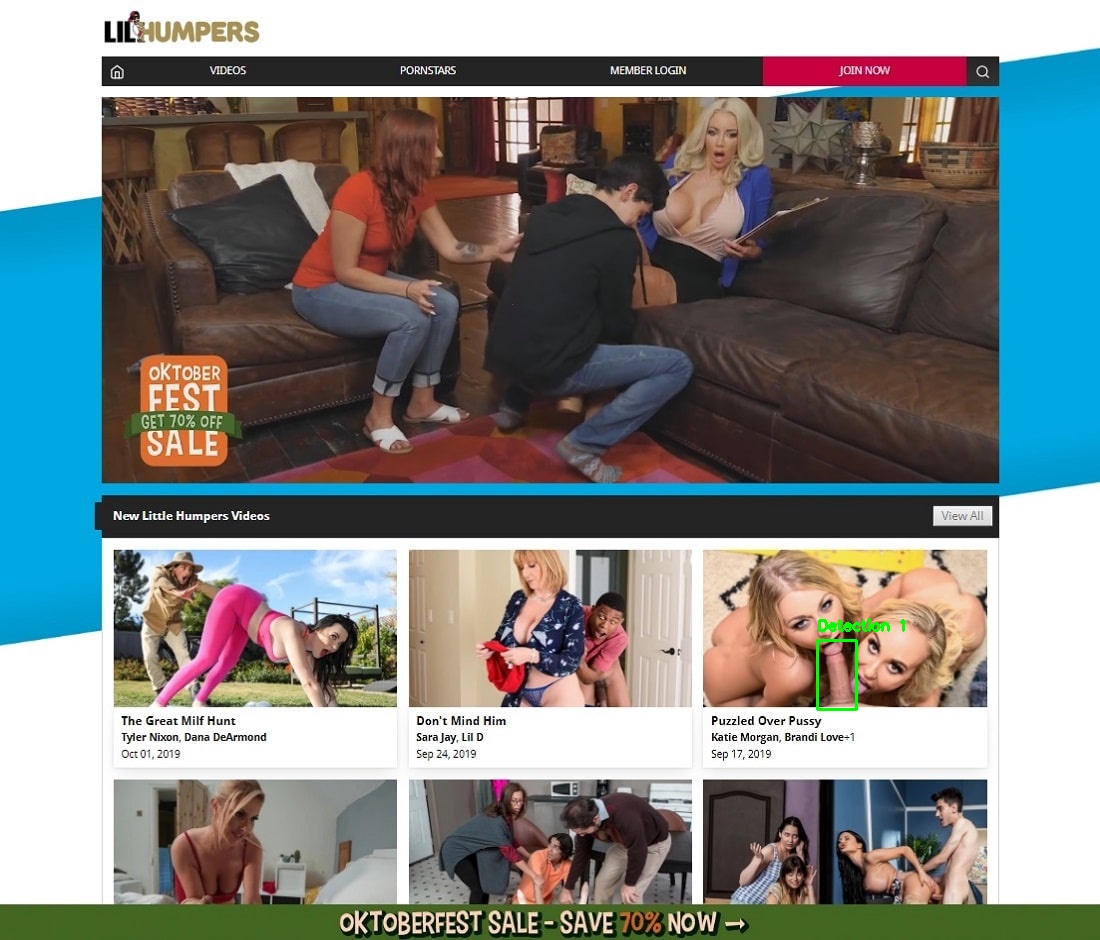 LIL HUMPERS
VIDEOS
PORNSTARS
MEMBER LOGIN
JOIN NOW
OKTOBER
FEST
GET 70% OFF
SALE
New Little Humpers Videos
View All
Detection 1
The Great Milf Hunt
Tyler Nixon, Dana DeArmond
Oct 01, 2019
Don't Mind Him
Sara Jay, Lil D
Sep 24, 2019
Puzzled Over Pussy
Katie Morgan, Brandi Love+1
Sep 17, 2019
OKTOBERFEST SALE - SAVE 70% NOW →